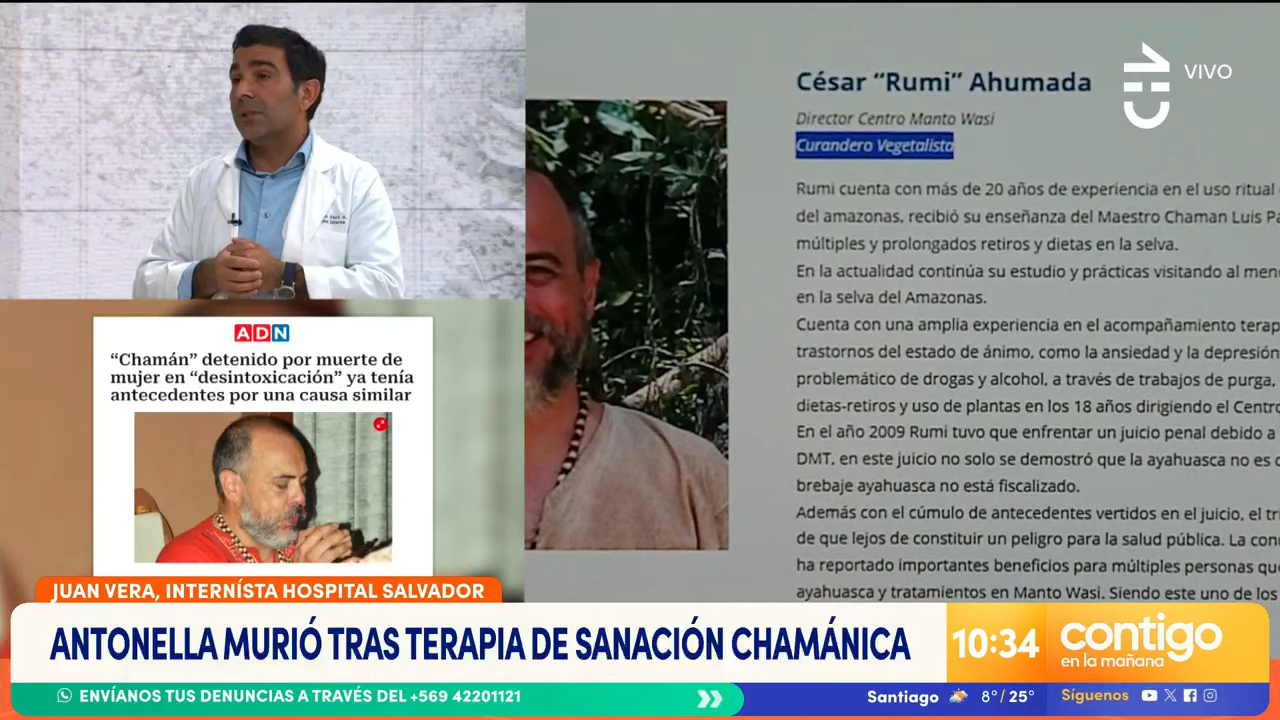 César “Rumi” Ahumada
Director Centro Manto Wasi
Curandero Vegetalista
Rumi cuenta con más de 20 años de experiencia en el uso ritual
del amazonas, recibió su enseñanza del Maestro Chaman Luis
múltiples y prolongados retiros y dietas en la selva.
En la actualidad continúa su estudio y prácticas visitando al
en la selva del Amazonas.
Cuenta con una amplia experiencia en el acompañamiento
trastornos del estado de ánimo, como la ansiedad y la depresión
problemático de drogas y alcohol, a través de trabajos de purga,
dietas-retiros y uso de plantas en los 18 años dirigiendo el
En el año 2009 Rumi tuvo que enfrentar un juicio penal debido a
DMT, en este juicio no solo se demostró que la ayahuasca no es
brebaje ayahuasca no está fiscalizado.
Además con el cúmulo de antecedentes vertidos en el juicio, el
de que lejos de constituir un peligro para la salud pública. La
ha reportado importantes beneficios para múltiples personas
ayahuasca y tratamientos en Manto Wasi. Siendo este uno de los
CHV VIVO
ADN
“Chamán” detenido por muerte de
mujer en “desintoxicación” ya tenía
antecedentes por una causa similar
JUAN VERA, INTERNÍSTA HOSPITAL SALVADOR
ANTONELLA MURIÓ TRAS TERAPIA DE SANACIÓN CHAMÁNICA
10:34
contigo
en la mañana
ENVÍANOS TUS DENUNCIAS A TRAVÉS DEL +569 42201121
Santiago 8°/25°
Síguenos